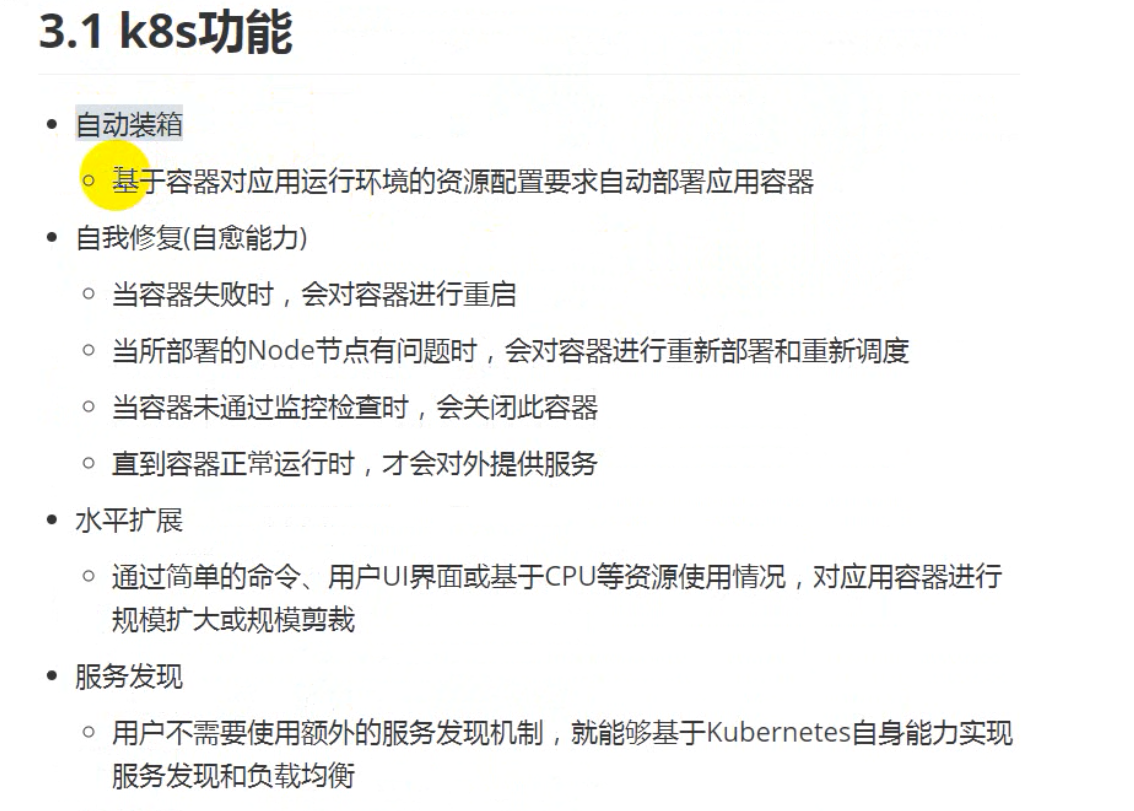 3.1 k8s功能
自动装箱
基于容器对应用运行环境的资源配置要求自动部署应用容器
自我修复(自愈能力)
当容器失败时，会对容器进行重启
当所部署的Node节点有问题时，会对容器进行重新部署和重新调度
当容器未通过监控检查时，会关闭此容器
直到容器正常运行时，才会对外提供服务
水平扩展
通过简单的命令、用户UI界面或基于CPU等资源使用情况，对应用容器进行
规模扩大或规模剪裁
服务发现
用户不需要使用额外的服务发现机制，就能够基于Kubernetes自身能力实现
服务发现和负载均衡